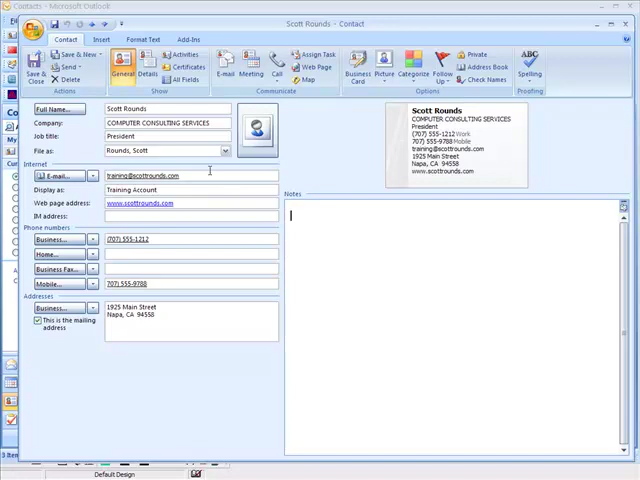 Contacts - Microsoft Outlook
Scott Rounds - Contact
Contact Insert Format Text Add-Ins
Save & Close
Save & New
Send
Delete
Actions
General
Details
Activities
Certificates
All Fields
Show
E-mail
Meeting
Call
Assign Task
Web Page
Map
Communicate
Business Card
Picture
Categorize
Follow Up
Private
Address Book
Check Names
Options
Spelling
Proofing
Full Name... Scott Rounds
Company: COMPUTER CONSULTING SERVICES
Job title: President
File as: Rounds, Scott
Internet
E-mail... training@scottrounds.com
Display as: Training Account
Web page address: www.scottrounds.com
IM address:
Phone numbers
Business... (707) 555-1212
Home...
Business Fax...
Mobile... 707) 555-9788
Addresses
Business... 1925 Main Street
Napa, CA 94558
This is the mailing address
Scott Rounds
COMPUTER CONSULTING SERVICES
President
(707) 555-1212 Work
707) 555-9788 Mobile
training@scottrounds.com
1925 Main Street
Napa, CA 94558
www.scottrounds.com
Notes
Default Design